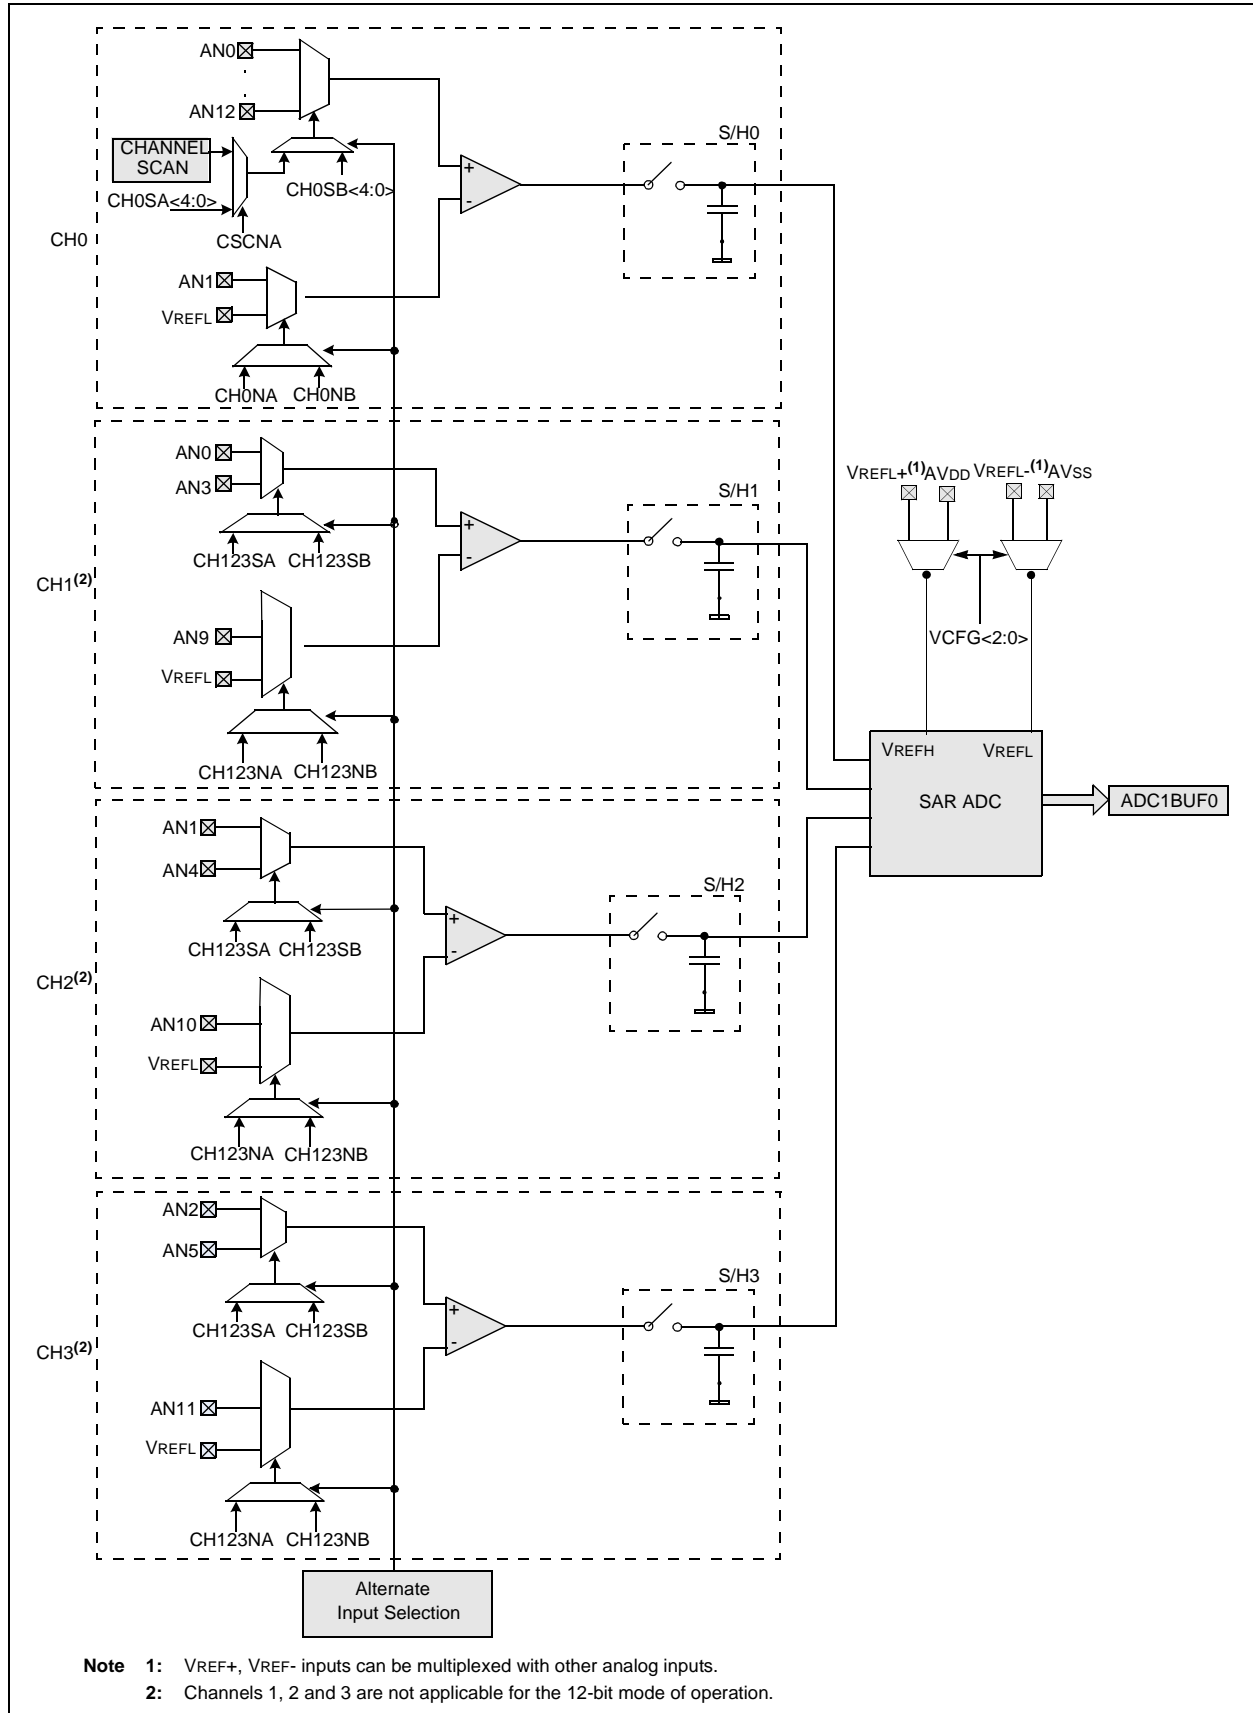 AN0
AN12
CHANNEL
SCAN
CH0SA<4:0>
CH0SB<4:0>
CSCNA
CH0
AN1
VREFL
CH0NA
CH0NB
+
-
S/H0
AN0
AN3
CH123SA
CH123SB
CH1(2)
AN9
VREFL
CH123NA
CH123NB
+
-
S/H1
AN1
AN4
CH123SA
CH123SB
CH2(2)
AN10
VREFL
CH123NA
CH123NB
+
-
S/H2
AN2
AN5
CH123SA
CH123SB
CH3(2)
AN11
VREFL
CH123NA
CH123NB
+
-
S/H3
VREFL+(1) AVDD
VREFL-(1) AVSS
VCFG<2:0>
VREFH
VREFL
SAR ADC
ADC1BUF0
Alternate
Input Selection
Note 1: VREF+, VREF- inputs can be multiplexed with other analog inputs.
2: Channels 1, 2 and 3 are not applicable for the 12-bit mode of operation.